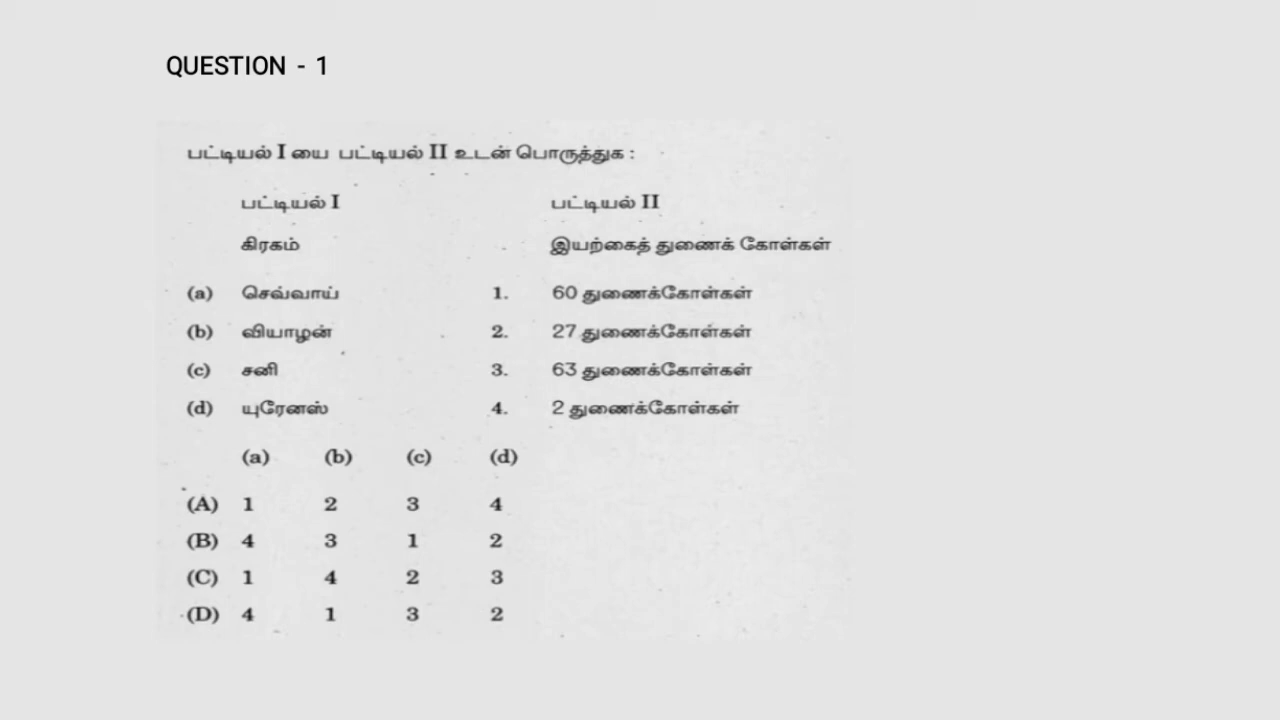 QUESTION - 1
பட்டியல் I யை பட்டியல் II உடன் பொருத்துக :
பட்டியல் I பட்டியல் II
கிரகம் இயற்கைத் துணைக் கோள்கள்
(a) செவ்வாய் 1. 60 துணைக்கோள்கள்
(b) வியாழன் 2. 27 துணைக்கோள்கள்
(c) சனி 3. 63 துணைக்கோள்கள்
(d) யுரேனஸ் 4. 2 துணைக்கோள்கள்
(a) (b) (c) (d)
(A) 1 2 3 4
(B) 4 3 1 2
(C) 1 4 2 3
(D) 4 1 3 2